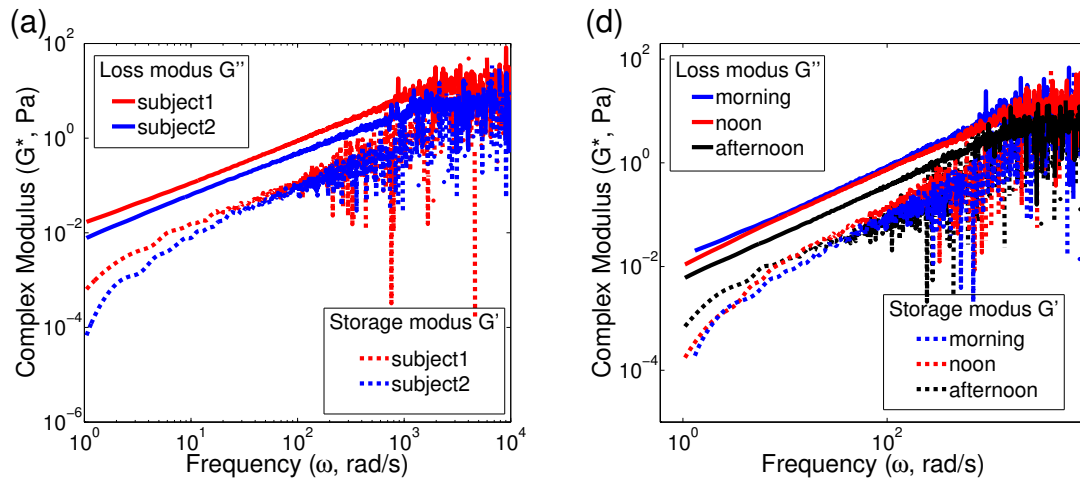 (a)
Complex Modulus (G*, Pa)
10^2
10^0
10^-2
10^-4
10^-6
Loss modus G''
subject1
subject2
Storage modus G'
subject1
subject2
10^0 10^1 10^2 10^3 10^4
Frequency (ω, rad/s)
(d)
Complex Modulus (G*, Pa)
10^2
10^0
10^-2
10^-4
Loss modus G''
morning
noon
afternoon
Storage modus G'
morning
noon
afternoon
10^0 10^2
Frequency (ω, rad/s)